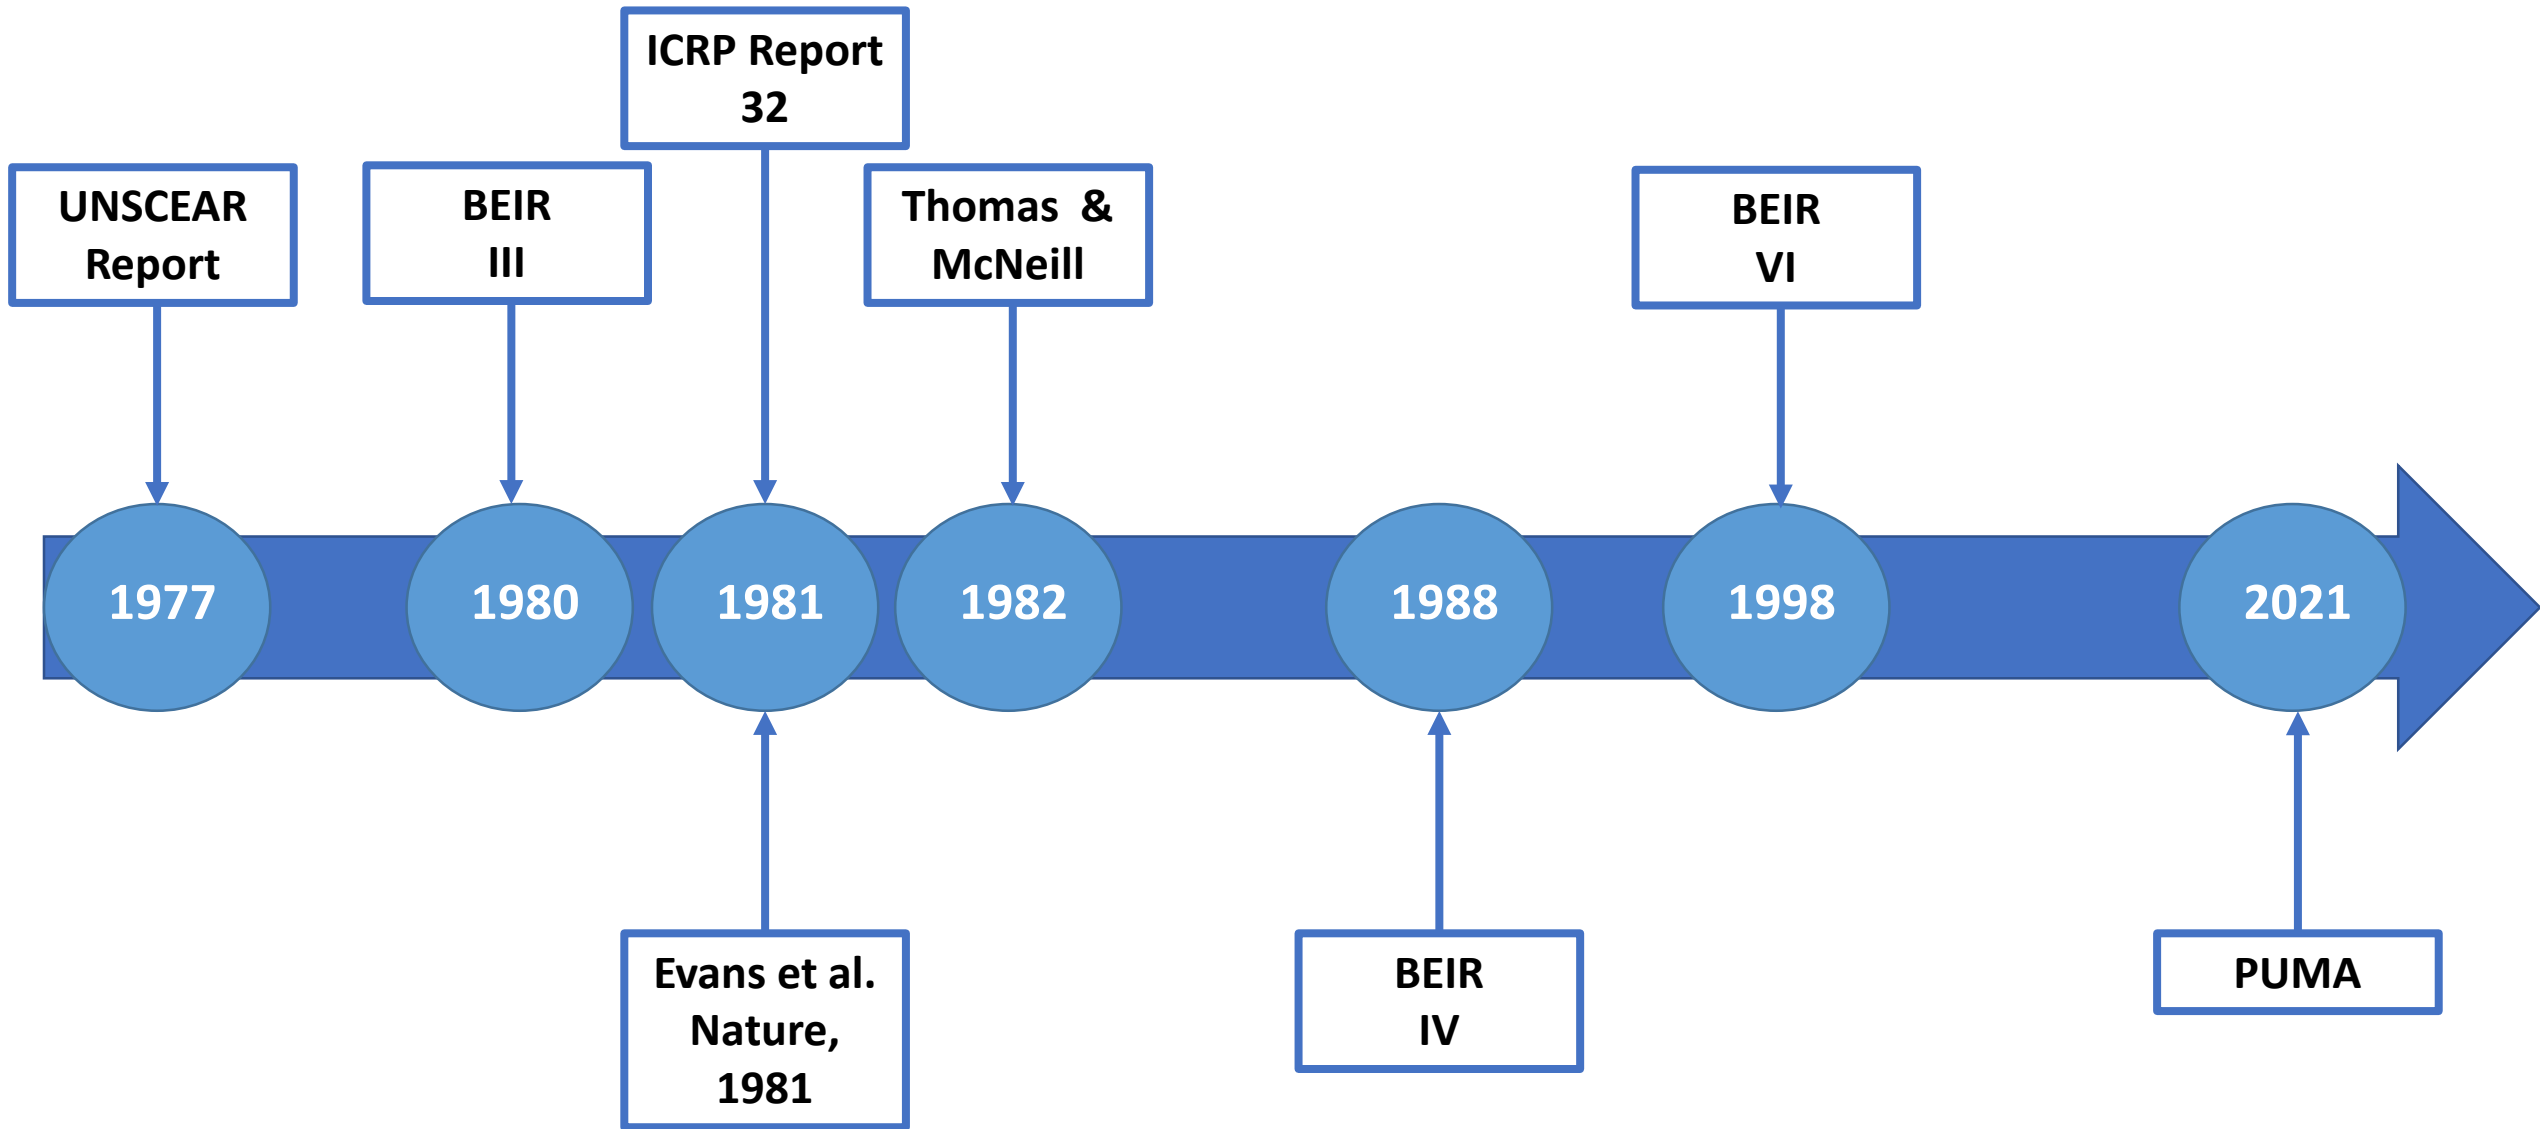 ICRP Report
32
UNSCEAR
Report
BEIR
III
Thomas & 
McNeill
BEIR
VI
1977
1980
1981
1982
1988
1998
2021
Evans et al.
Nature,
1981
BEIR
IV
PUMA